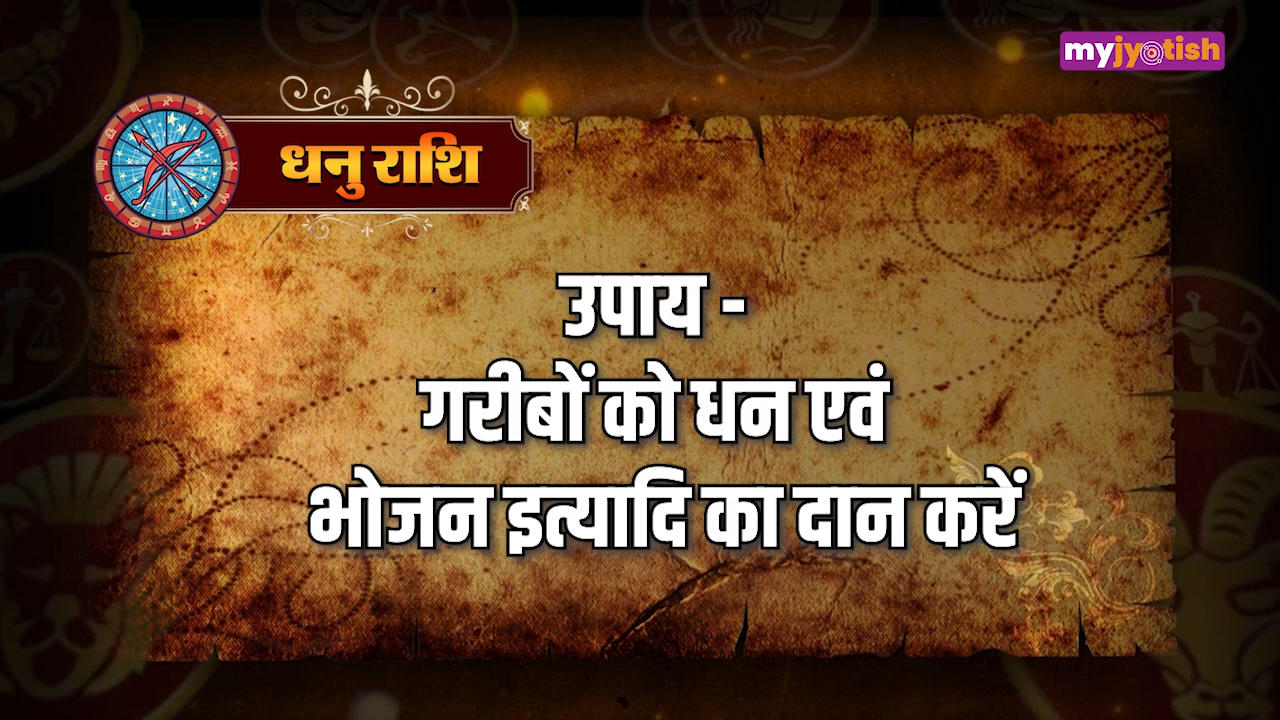 myjyotish
धनु राशि
उपाय -
गरीबों को धन एवं
भोजन इत्यादि का दान करें